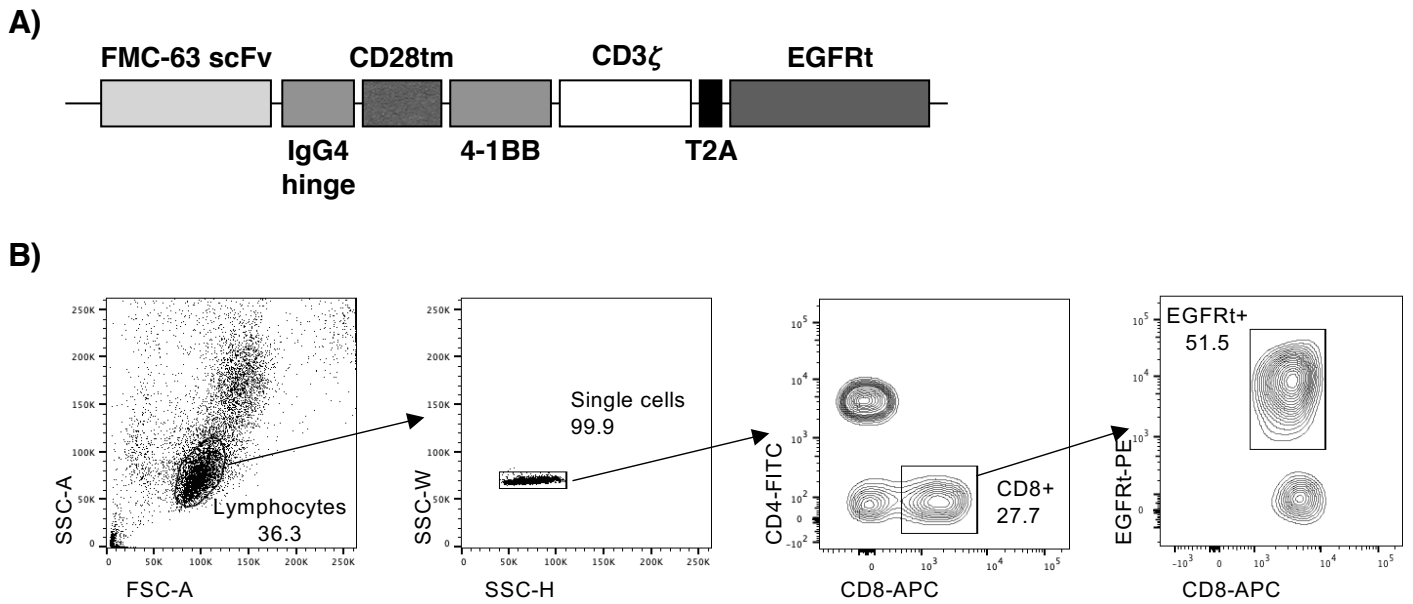 A)
FMC-63 scFv
CD28tm
CD3ζ
EGFRt
IgG4
hinge
4-1BB
T2A
B)
SSC-A
250K
200K
150K
100K
50K
0
Lymphocytes
36.3
0 50K 100K 150K 200K 250K
FSC-A
SSC-W
250K
200K
150K
100K
50K
0
Single cells
99.9
0 50K 100K 150K 200K 250K
SSC-H
CD4-FITC
10^5
10^4
10^3
10^2
0
-10^2
CD8+
27.7
0 10^3 10^4 10^5
CD8-APC
EGFRt-PE
10^5
10^4
10^3
0
EGFRt+
51.5
-10^3 0 10^3 10^4 10^5
CD8-APC